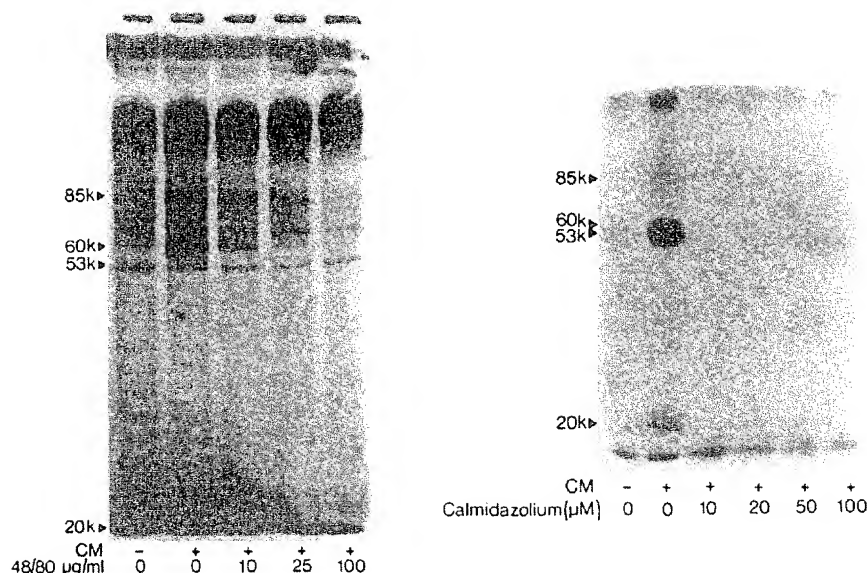 85k▸
60k▸
53k▸
20k▸
CM - + + + +
48/80 µg/ml 0 0 10 25 100
85k▸
60k▸
53k▸
20k▸
CM - + + + + +
Calmidazolium(µM) 0 0 10 20 50 100